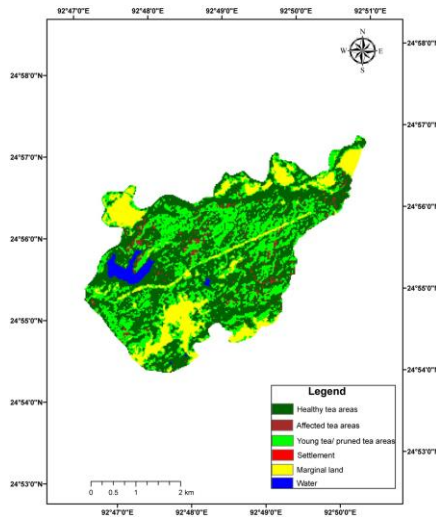 92°47'0"E 92°48'0"E 92°49'0"E 92°50'0"E 92°51'0"E
N
W E
S
24°58'0"N
24°58'0"N
24°57'0"N
24°57'0"N
24°56'0"N
24°56'0"N
24°55'0"N
24°55'0"N
24°54'0"N
24°54'0"N
24°53'0"N
24°53'0"N
Legend
Healthy tea areas
Affected tea areas
Young tea/ pruned tea areas
Settlement
Marginal land
Water
0 0.5 1 2 km
92°47'0"E 92°48'0"E 92°49'0"E 92°50'0"E